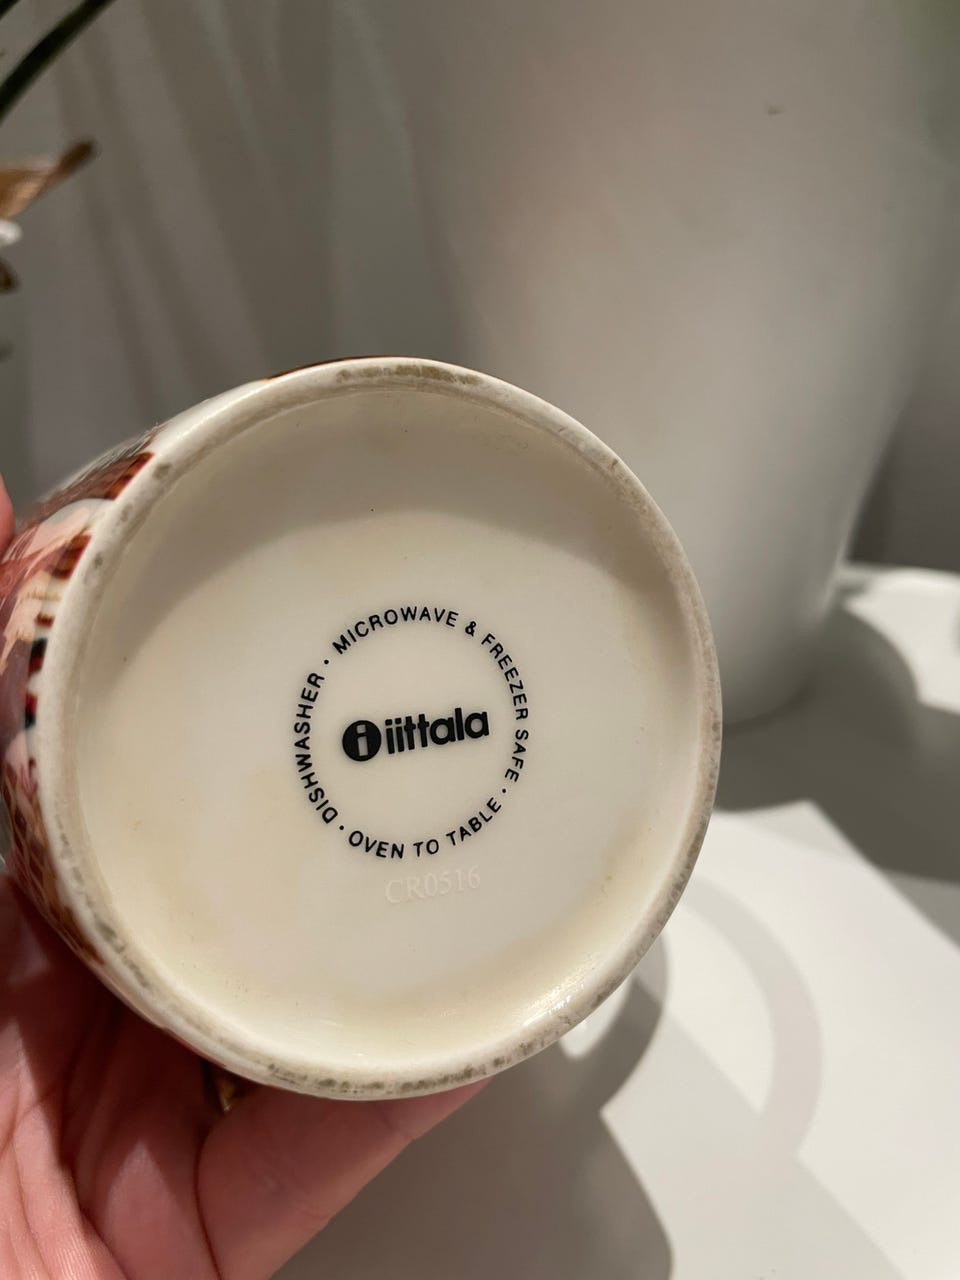 MICROWAVE & FREEZER SAFE · OVEN TO TABLE · DISHWASHER ·
i iittala
CR0516